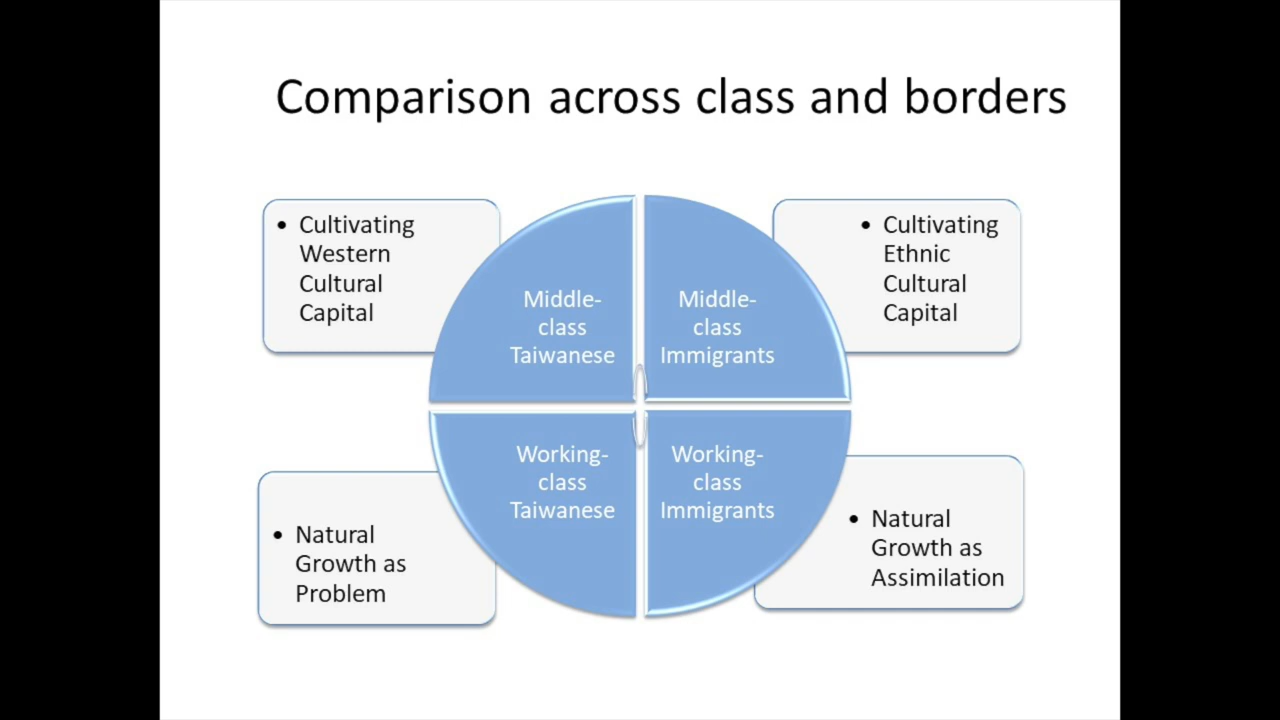 Comparison across class and borders
• Cultivating
Western
Cultural
Capital
• Cultivating
Ethnic
Cultural
Capital
Middle-
class
Taiwanese
Middle-
class
Immigrants
Working-
class
Taiwanese
Working-
class
Immigrants
• Natural
Growth as
Problem
• Natural
Growth as
Assimilation